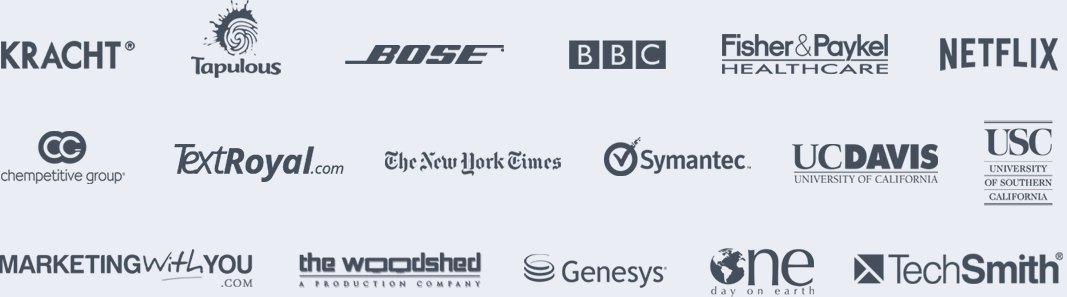 KRACHT®
Tapulous
BOSE
BBC
Fisher&Paykel
HEALTHCARE
NETFLIX
chempetitive group®
TextRoyal.com
The New York Times
Symantec™
UCDAVIS
UNIVERSITY OF CALIFORNIA
USC
UNIVERSITY
OF SOUTHERN
CALIFORNIA
MARKETINGwithYOU
.COM
the woodshed
A PRODUCTION COMPANY
Genesys®
one
day on earth
TechSmith®